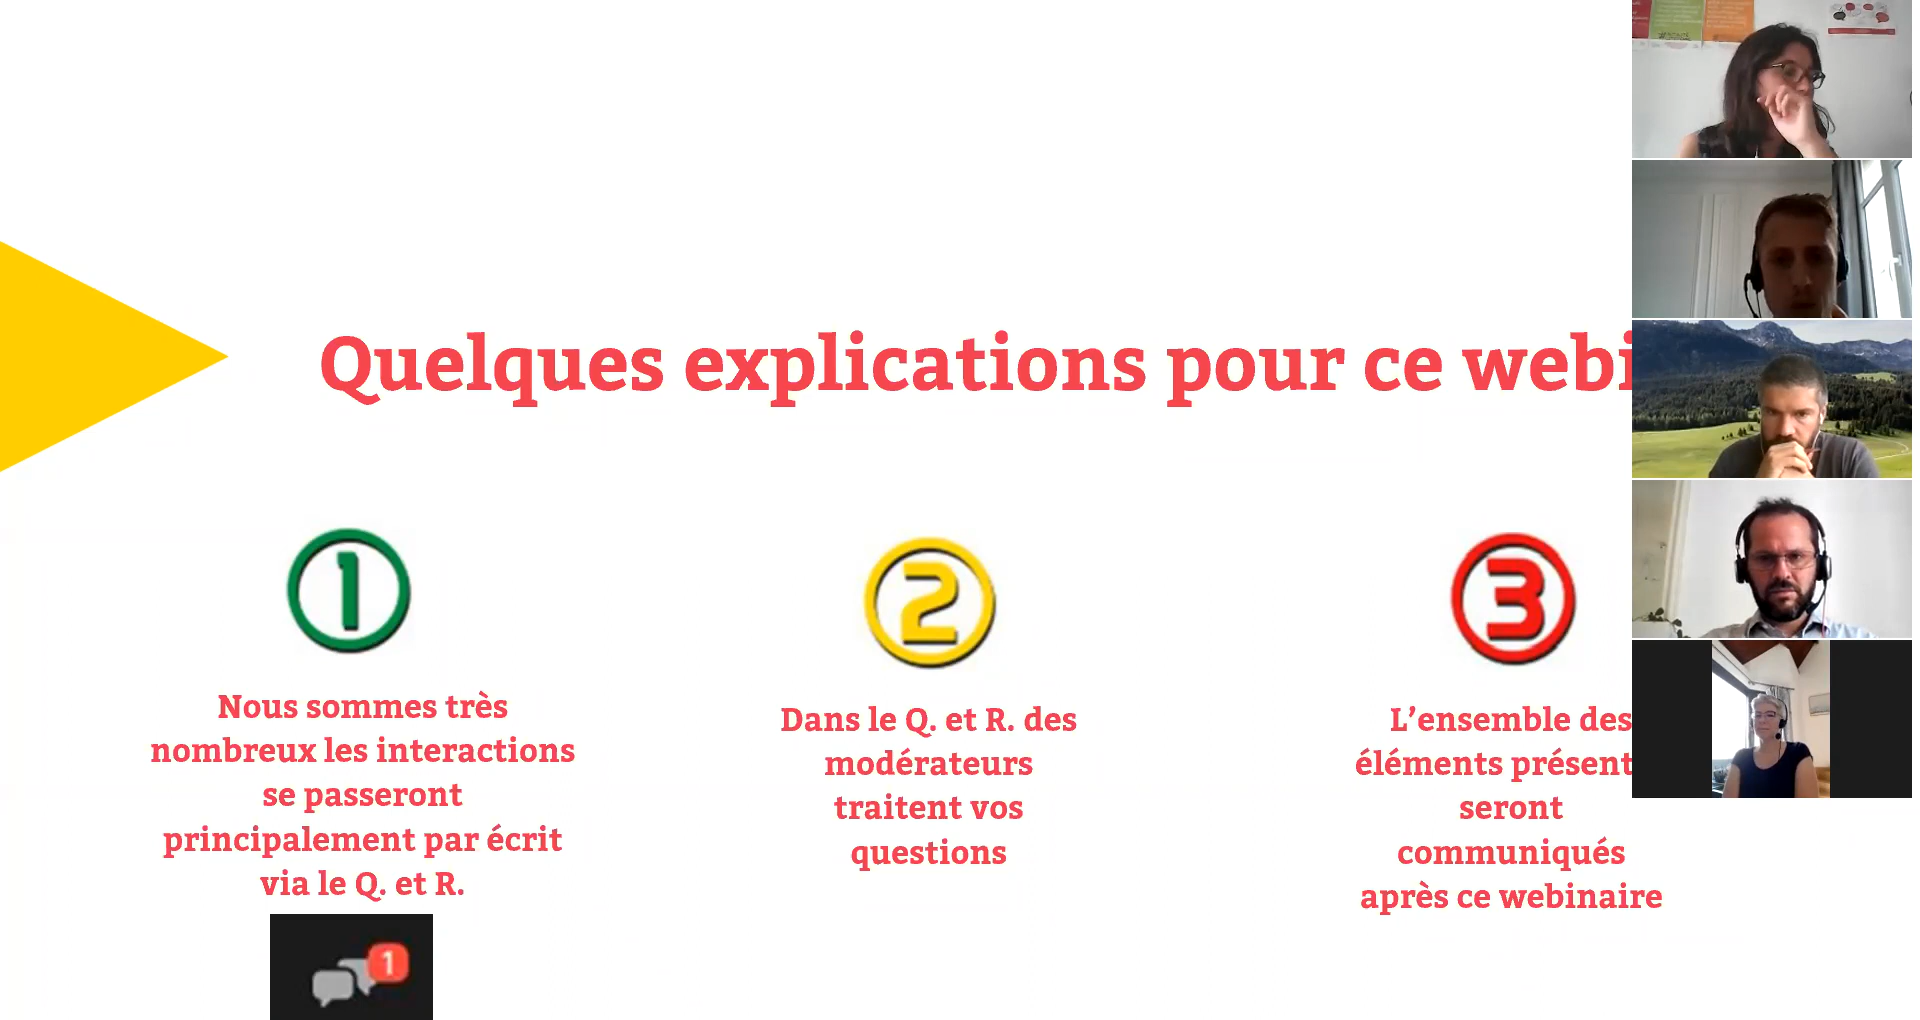 Quelques explications pour ce webi
1
2
3
Nous sommes très
nombreux les interactions
se passeront
principalement par écrit
via le Q. et R.
1
Dans le Q. et R. des
modérateurs
traitent vos
questions
L’ensemble des
éléments présent
seront
communiqués
après ce webinaire